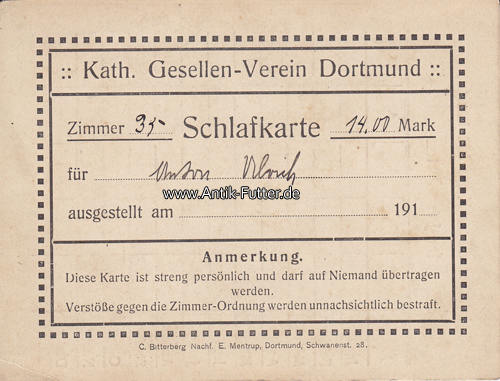 :: Kath. Gesellen-Verein Dortmund ::
Zimmer 35 Schlafkarte 14.00 Mark
für Anton Ulrich
www.Antik-Futter.de
ausgestellt am 191
Anmerkung.
Diese Karte ist streng persönlich und darf auf Niemand übertragen
werden.
Verstöße gegen die Zimmer-Ordnung werden unnachsichtlich bestraft.
C. Bitterberg Nachf. E. Mentrup, Dortmund, Schwanenst. 28.